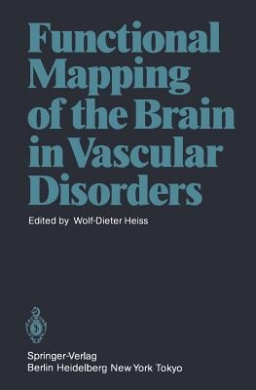 Functional
Mapping
of the Brain
in Vascular
Disorders
Edited by Wolf-Dieter Heiss
Springer-Verlag
Berlin Heidelberg New York Tokyo